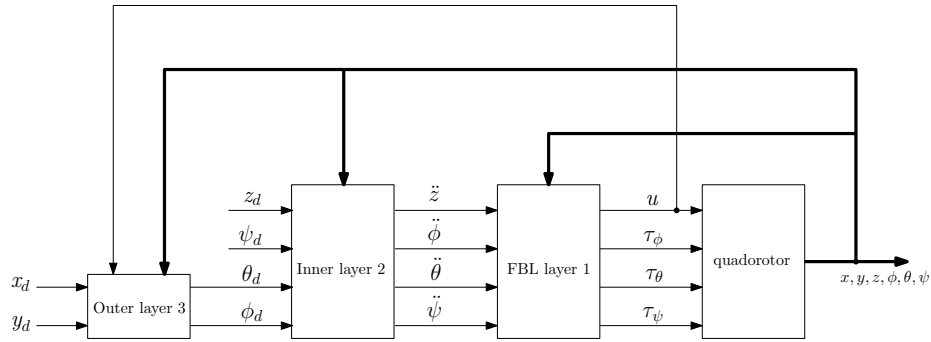 x_d
y_d
Outer layer 3
z_d
ψ_d
θ_d
ϕ_d
Inner layer 2
z̈
ϕ̈
θ̈
ψ̈
FBL layer 1
u
τ_ϕ
τ_θ
τ_ψ
quadorotor
x, y, z, ϕ, θ, ψ